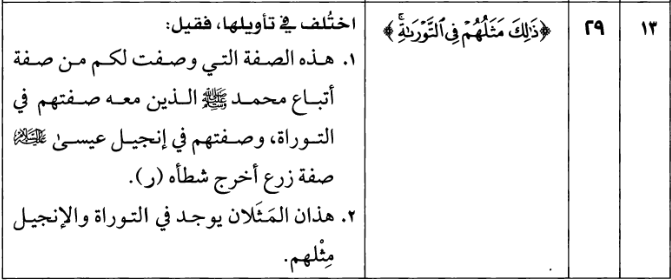 ١٣
٢٩
﴿ذَٰلِكَ مَثَلُهُمْ فِي ٱلتَّوْرَىٰةِۚ﴾
اختُلف في تأويلها، فقيل:
١. هذه الصفة التي وصفت لكم من صفة
أتباع محمد ﷺ الذين معه صفتهم في
التوراة، وصفتهم في إنجيل عيسىٰ عليه السلام
صفة زرع أخرج شطأه (ر).
٢. هذان المَثَلان يوجد في التوراة والإنجيل
مِثْلهم.